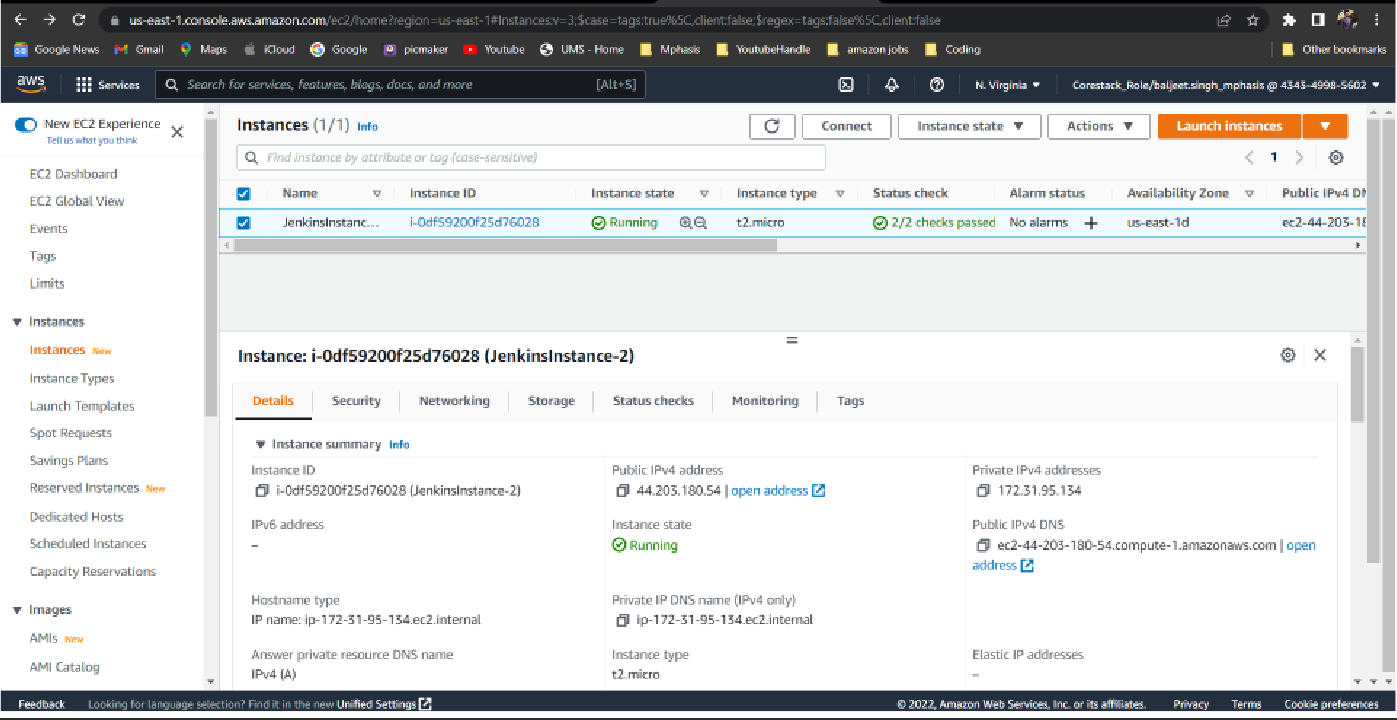 us-east-1.console.aws.amazon.com/ec2/home?region=us-east-1#Instances:v=3;$case=tags:true%5C,client:false;$regex=tags:false%5C,client:false
Google News Gmail Maps iCloud Google picmaker Youtube UMS - Home Mphasis YoutubeHandle amazon jobs Coding Other bookmarks
aws Services Search for services, features, blogs, docs, and more [Alt+S] N. Virginia Corestack_Role/baljeet.singh_mphasis @ 4343-4998-5602
New EC2 Experience
Tell us what you think
EC2 Dashboard
EC2 Global View
Events
Tags
Limits
Instances
Instances New
Instance Types
Launch Templates
Spot Requests
Savings Plans
Reserved Instances New
Dedicated Hosts
Scheduled Instances
Capacity Reservations
Images
AMIs New
AMI Catalog
Instances (1/1) Info Connect Instance state Actions Launch instances
Find instance by attribute or tag (case-sensitive) 1
Name Instance ID Instance state Instance type Status check Alarm status Availability Zone Public IPv4 DN
JenkinsInstanc... i-0df59200f25d76028 Running t2.micro 2/2 checks passed No alarms us-east-1d ec2-44-203-18
Instance: i-0df59200f25d76028 (JenkinsInstance-2)
Details Security Networking Storage Status checks Monitoring Tags
Instance summary Info
Instance ID Public IPv4 address Private IPv4 addresses
i-0df59200f25d76028 (JenkinsInstance-2) 44.203.180.54 | open address 172.31.95.134
IPv6 address Instance state Public IPv4 DNS
– Running ec2-44-203-180-54.compute-1.amazonaws.com | open
address
Hostname type Private IP DNS name (IPv4 only)
IP name: ip-172-31-95-134.ec2.internal ip-172-31-95-134.ec2.internal
Answer private resource DNS name Instance type Elastic IP addresses
IPv4 (A) t2.micro –
Feedback Looking for language selection? Find it in the new Unified Settings © 2022, Amazon Web Services, Inc. or its affiliates. Privacy Terms Cookie preferences